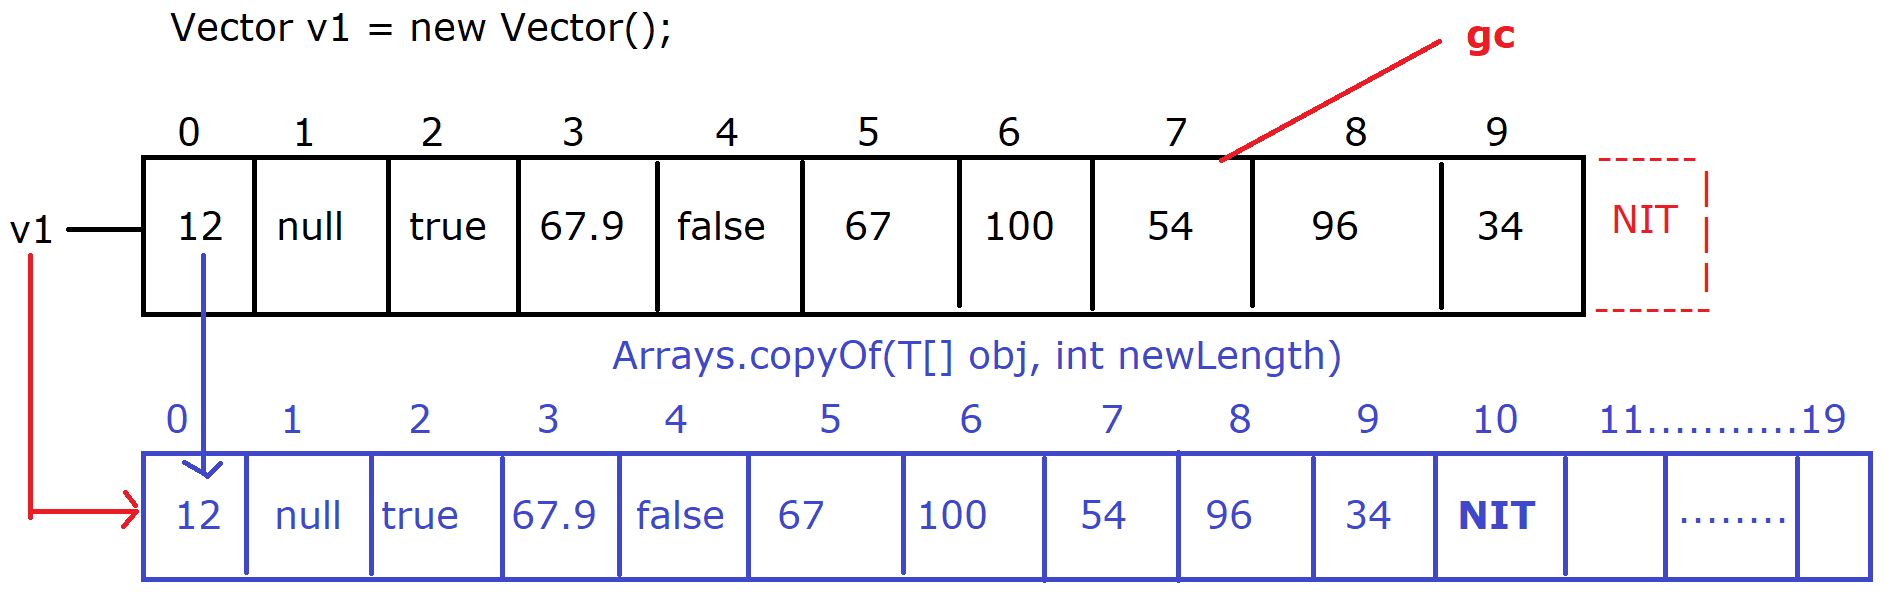 Vector v1 = new Vector();
gc
0 1 2 3 4 5 6 7 8 9
v1 12 null true 67.9 false 67 100 54 96 34 NIT
Arrays.copyOf(T[] obj, int newLength)
0 1 2 3 4 5 6 7 8 9 10 11...........19
12 null true 67.9 false 67 100 54 96 34 NIT ........